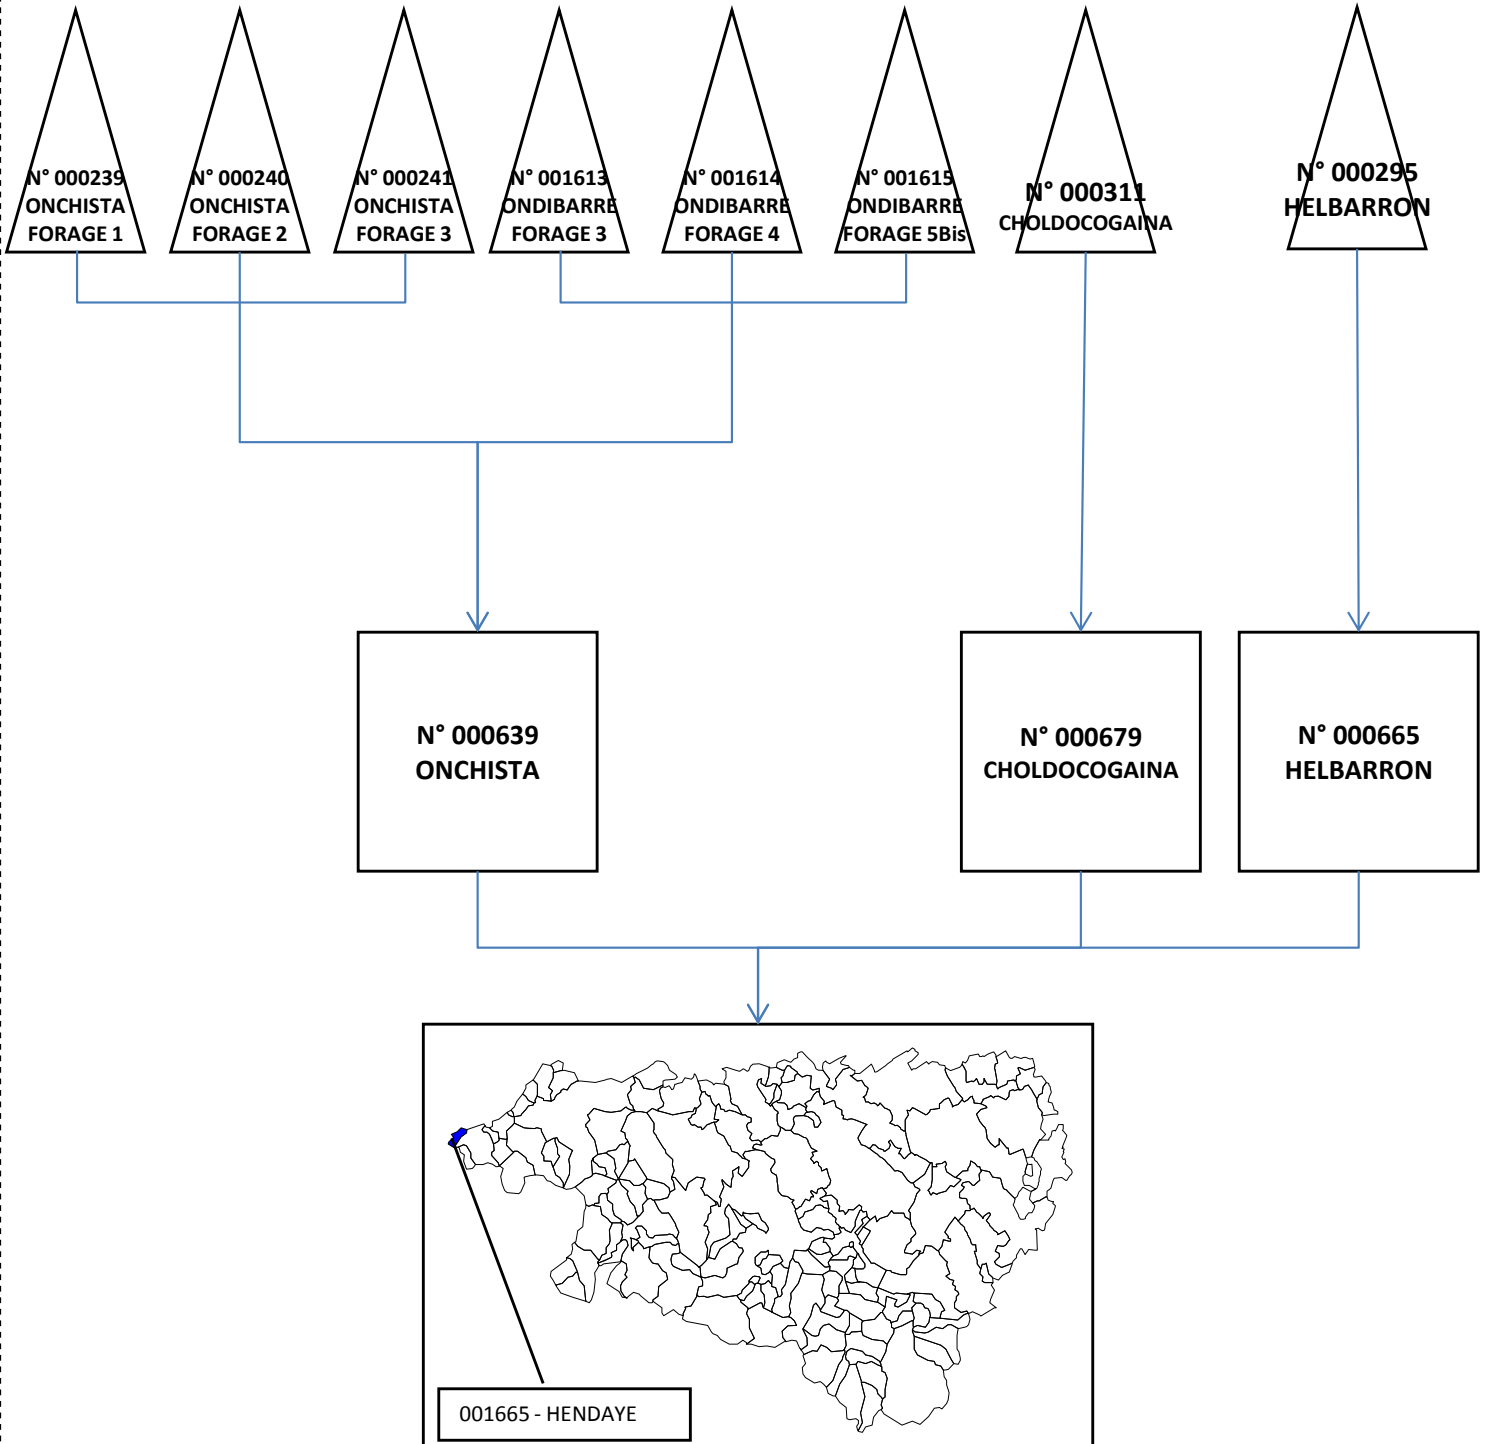 N° 000239
ONCHISTA
FORAGE 1
N° 000240
ONCHISTA
FORAGE 2
N° 000241
ONCHISTA
FORAGE 3
N° 001613
ONDIBARRE
FORAGE 3
N° 001614
ONDIBARRE
FORAGE 4
N° 001615
ONDIBARRE
FORAGE 5Bis
N° 000311
CHOLDOCOGAINA
N° 000295
HELBARRON
N° 000639
ONCHISTA
N° 000679
CHOLDOCOGAINA
N° 000665
HELBARRON
001665 - HENDAYE